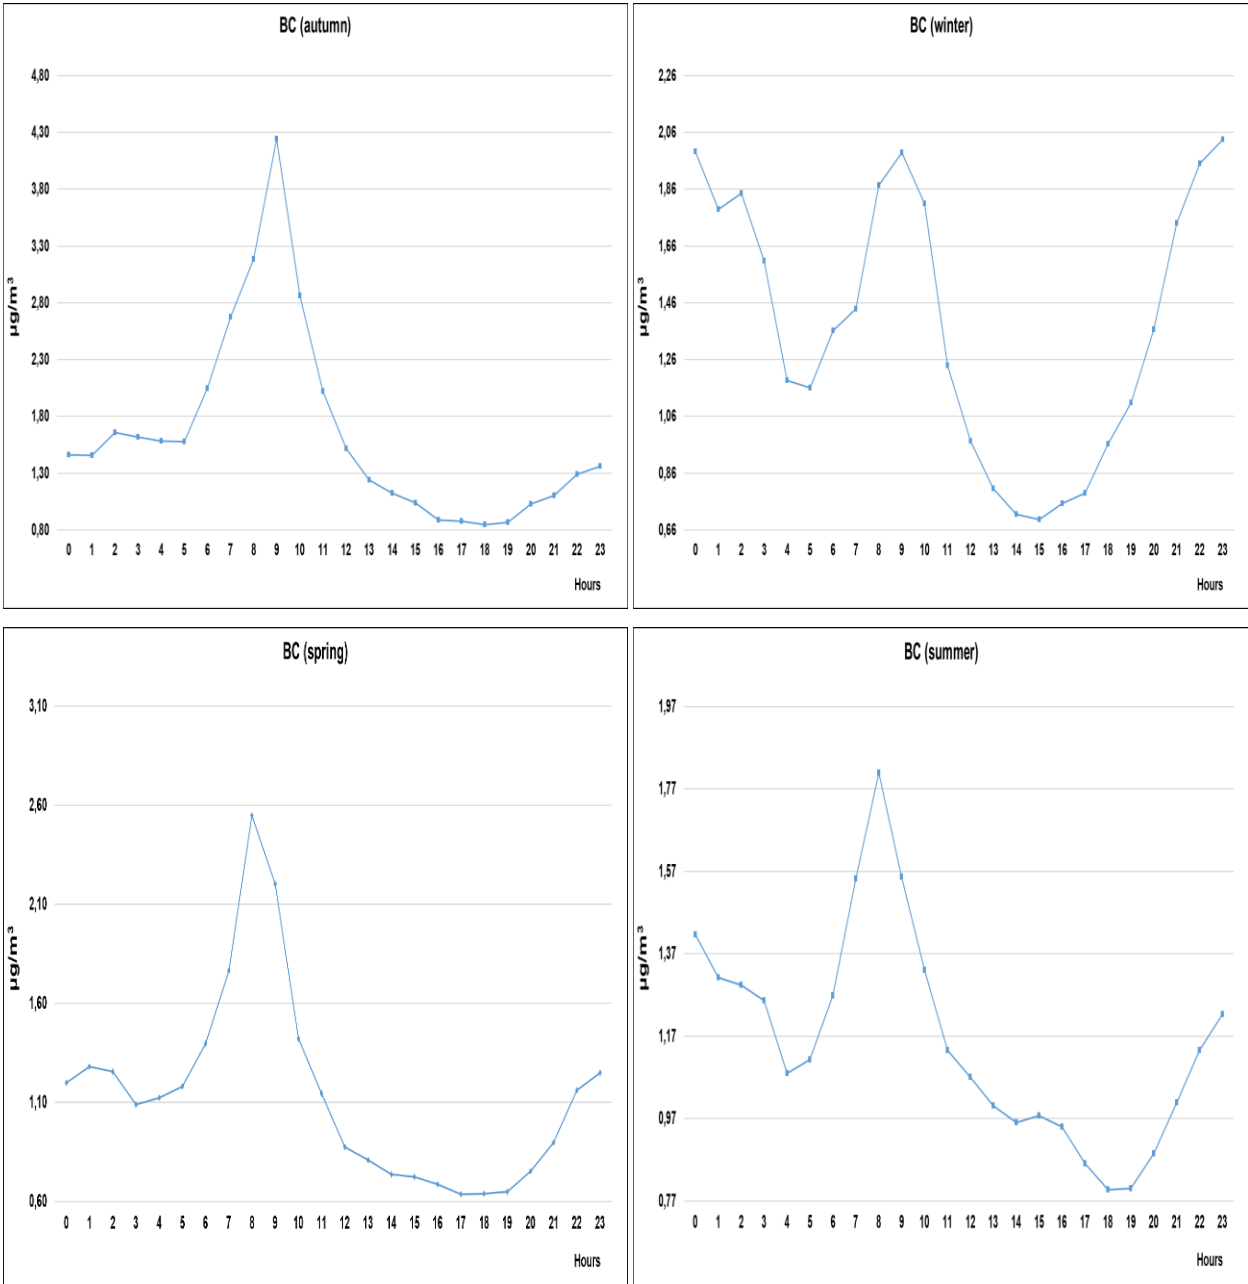 BC (autumn)
4,80
4,30
3,80
3,30
2,80
2,30
1,80
1,30
0,80
µg/m³
0 1 2 3 4 5 6 7 8 9 10 11 12 13 14 15 16 17 18 19 20 21 22 23
Hours
BC (winter)
2,26
2,06
1,86
1,66
1,46
1,26
1,06
0,86
0,66
µg/m³
0 1 2 3 4 5 6 7 8 9 10 11 12 13 14 15 16 17 18 19 20 21 22 23
Hours
BC (spring)
3,10
2,60
2,10
1,60
1,10
0,60
µg/m³
0 1 2 3 4 5 6 7 8 9 10 11 12 13 14 15 16 17 18 19 20 21 22 23
Hours
BC (summer)
1,97
1,77
1,57
1,37
1,17
0,97
0,77
µg/m³
0 1 2 3 4 5 6 7 8 9 10 11 12 13 14 15 16 17 18 19 20 21 22 23
Hours